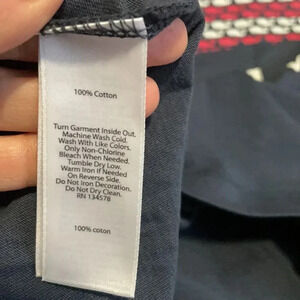 100% Cotton
Turn Garment Inside Out.
Machine Wash Cold.
Wash With Like Colors.
Only Non-Chlorine
Bleach When Needed.
Tumble Dry Low.
Warm Iron If Needed
On Reverse Side.
Do Not Iron Decoration.
Do Not Dry Clean.
RN 134578
100% cotton